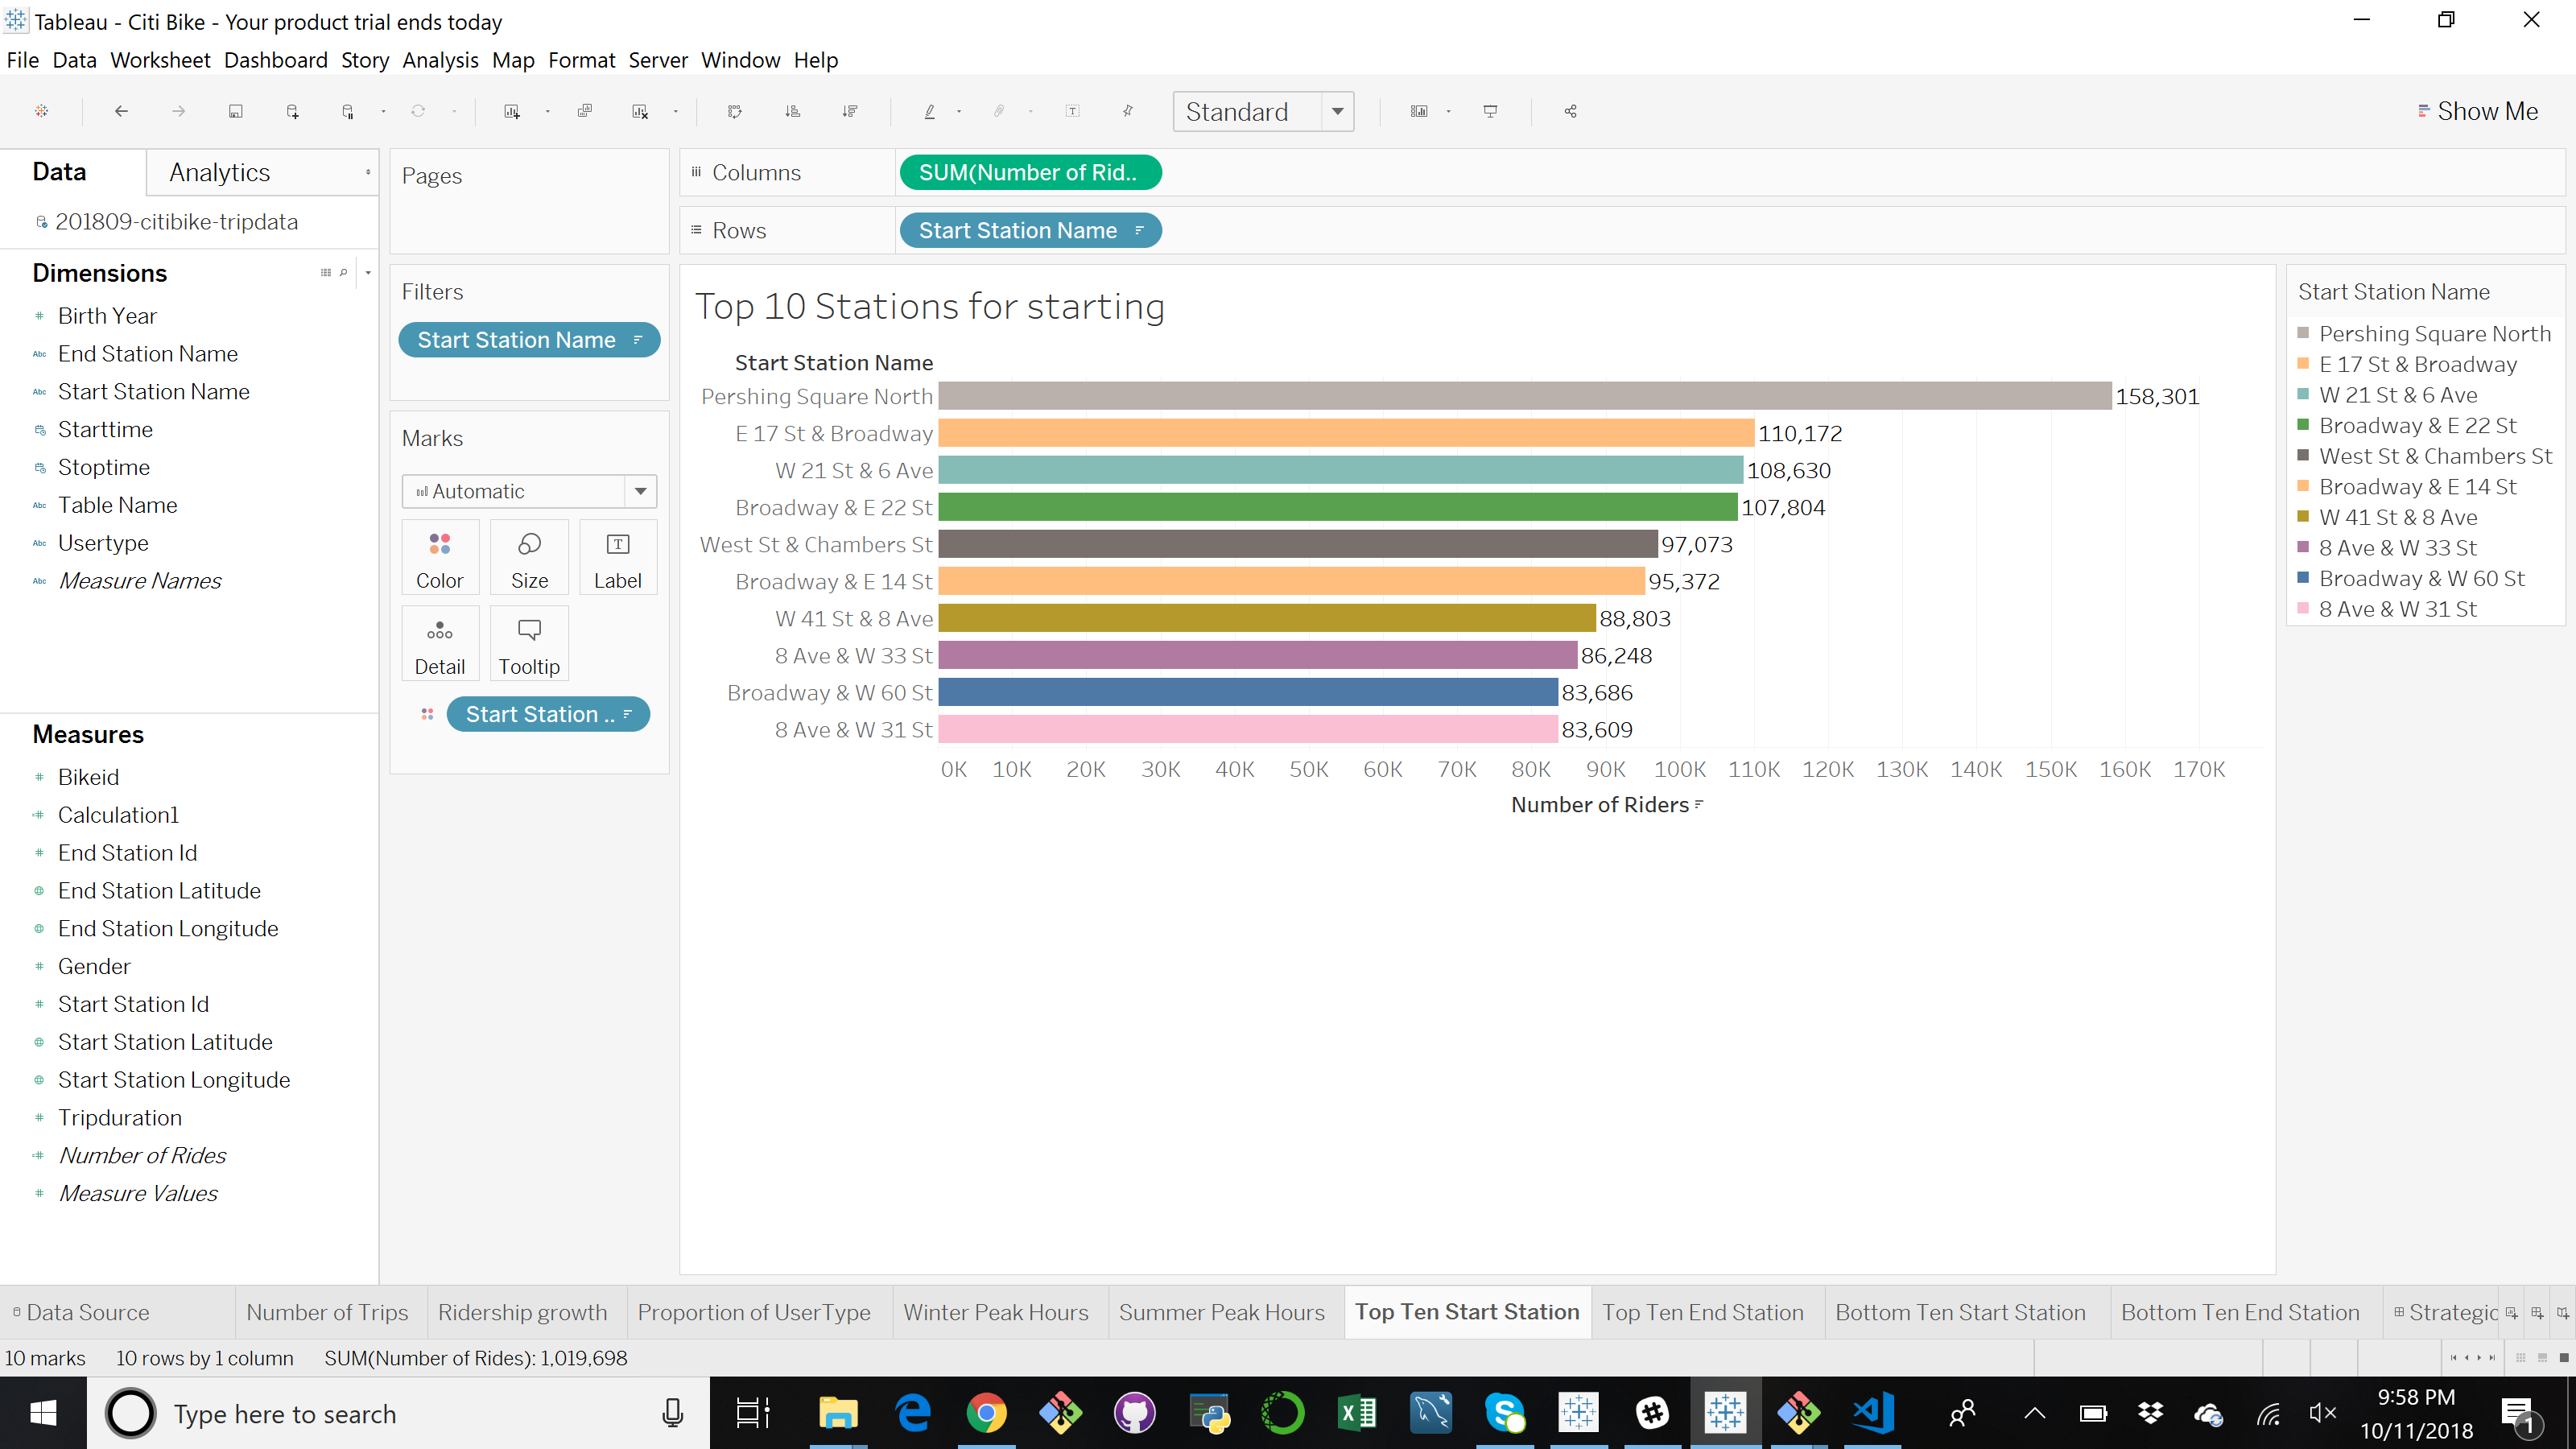 Tableau - Citi Bike - Your product trial ends today
File Data Worksheet Dashboard Story Analysis Map Format Server Window Help
Standard
Show Me
Data Analytics
201809-citibike-tripdata
Dimensions
Birth Year
Abc End Station Name
Abc Start Station Name
Starttime
Stoptime
Abc Table Name
Abc Usertype
Abc Measure Names
Measures
Bikeid
Calculation1
End Station Id
End Station Latitude
End Station Longitude
Gender
Start Station Id
Start Station Latitude
Start Station Longitude
Tripduration
Number of Rides
Measure Values
Pages
Filters
Start Station Name
Marks
Automatic
Color Size Label
Detail Tooltip
Start Station ..
Columns SUM(Number of Rid..
Rows Start Station Name
Top 10 Stations for starting
Start Station Name
Pershing Square North 158,301
E 17 St & Broadway 110,172
W 21 St & 6 Ave 108,630
Broadway & E 22 St 107,804
West St & Chambers St 97,073
Broadway & E 14 St 95,372
W 41 St & 8 Ave 88,803
8 Ave & W 33 St 86,248
Broadway & W 60 St 83,686
8 Ave & W 31 St 83,609
0K 10K 20K 30K 40K 50K 60K 70K 80K 90K 100K 110K 120K 130K 140K 150K 160K 170K
Number of Riders
Start Station Name
Pershing Square North
E 17 St & Broadway
W 21 St & 6 Ave
Broadway & E 22 St
West St & Chambers St
Broadway & E 14 St
W 41 St & 8 Ave
8 Ave & W 33 St
Broadway & W 60 St
8 Ave & W 31 St
Data Source Number of Trips Ridership growth Proportion of UserType Winter Peak Hours Summer Peak Hours Top Ten Start Station Top Ten End Station Bottom Ten Start Station Bottom Ten End Station Strategic
10 marks 10 rows by 1 column SUM(Number of Rides): 1,019,698
Type here to search
9:58 PM
10/11/2018
1